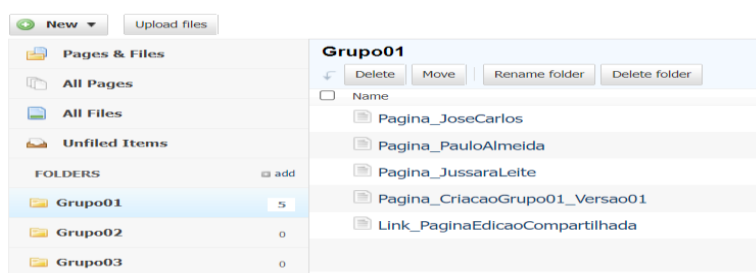 New Upload files
Pages & Files
All Pages
All Files
Unfiled Items
FOLDERS add
Grupo01 5
Grupo02 0
Grupo03 0
Grupo01
Delete Move Rename folder Delete folder
Name
Pagina_JoseCarlos
Pagina_PauloAlmeida
Pagina_JussaraLeite
Pagina_CriacaoGrupo01_Versao01
Link_PaginaEdicaoCompartilhada